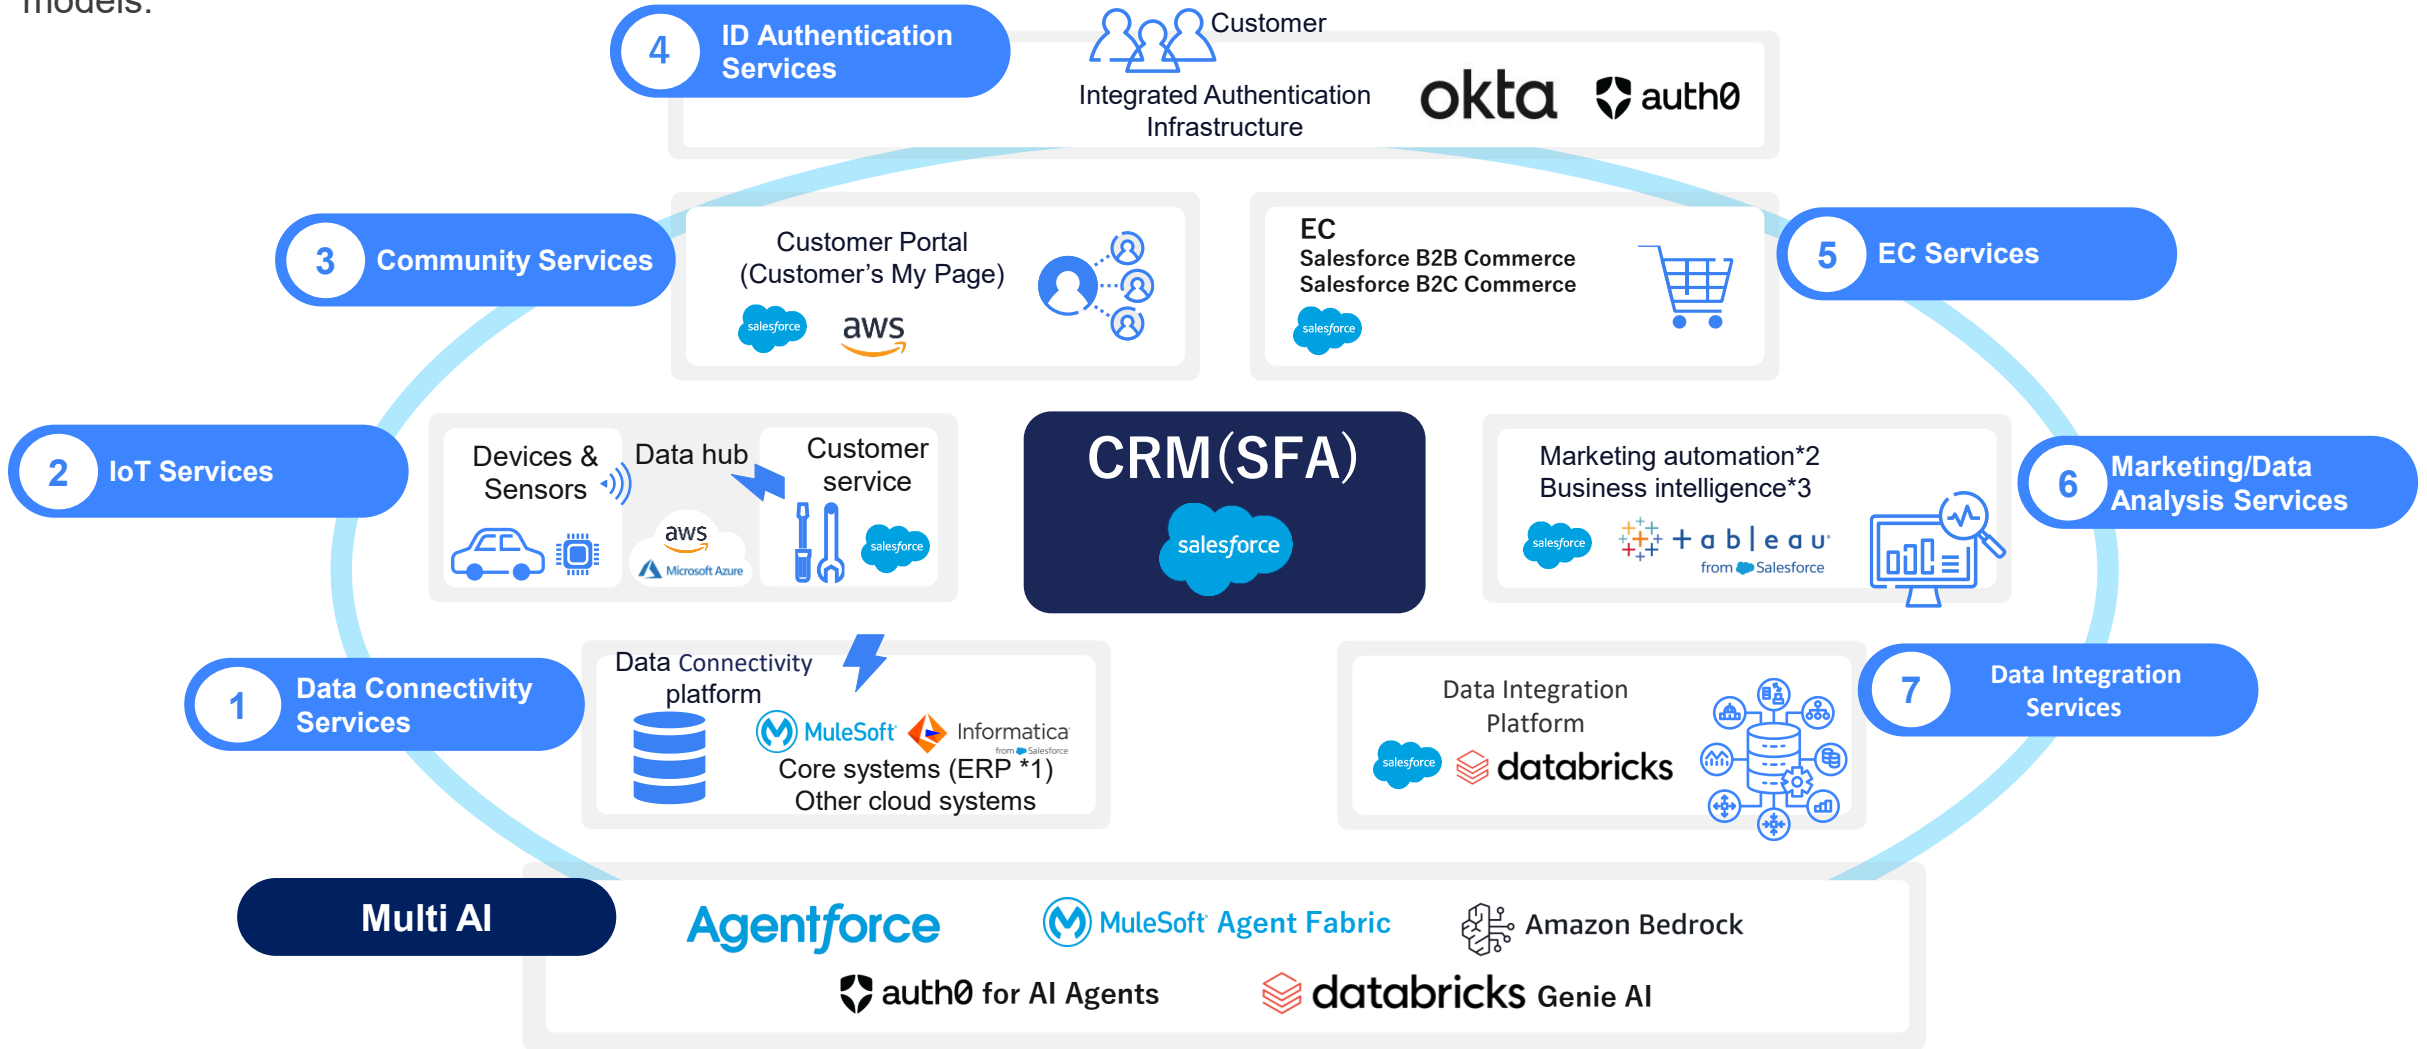 models.
4
ID Authentication
Services
Customer
Integrated Authentication
Infrastructure
okta
auth0
3
Community Services
Customer Portal
(Customer’s My Page)
salesforce
aws
EC
Salesforce B2B Commerce
Salesforce B2C Commerce
salesforce
5
EC Services
2
IoT Services
Devices &
Sensors
Data hub
aws
Microsoft Azure
Customer
service
salesforce
CRM(SFA)
salesforce
Marketing automation*2
Business intelligence*3
salesforce
+ableau
from Salesforce
6
Marketing/Data
Analysis Services
1
Data Connectivity
Services
Data Connectivity
platform
MuleSoft
Informatica
from Salesforce
Core systems (ERP *1)
Other cloud systems
Data Integration
Platform
salesforce
databricks
7
Data Integration
Services
Multi AI
Agentforce
MuleSoft Agent Fabric
Amazon Bedrock
auth0 for AI Agents
databricks Genie AI